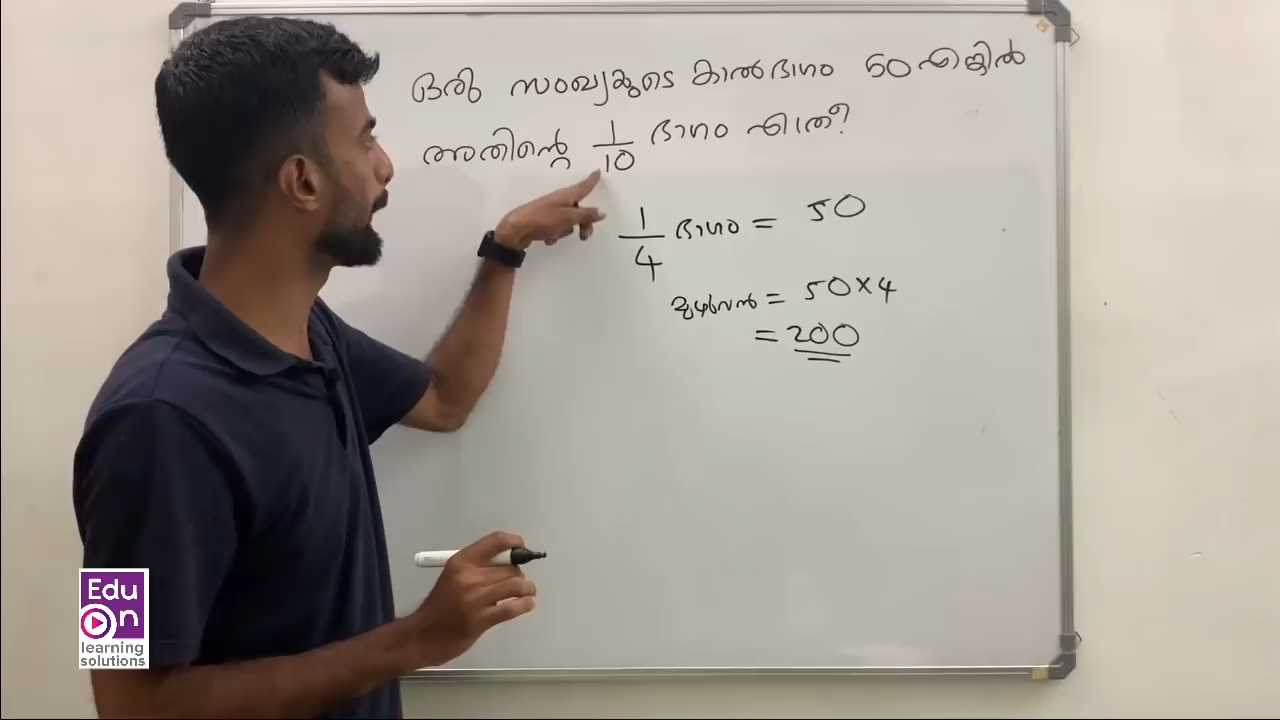 ഒരു സംഖ്യയുടെ കാൽഭാഗം 50 എങ്കിൽ
അതിന്റെ 1/10 ഭാഗം എത്ര?
1/4 ഭാഗം = 50
മുഴുവൻ = 50 × 4
= 200
Edu
On
learning
solutions